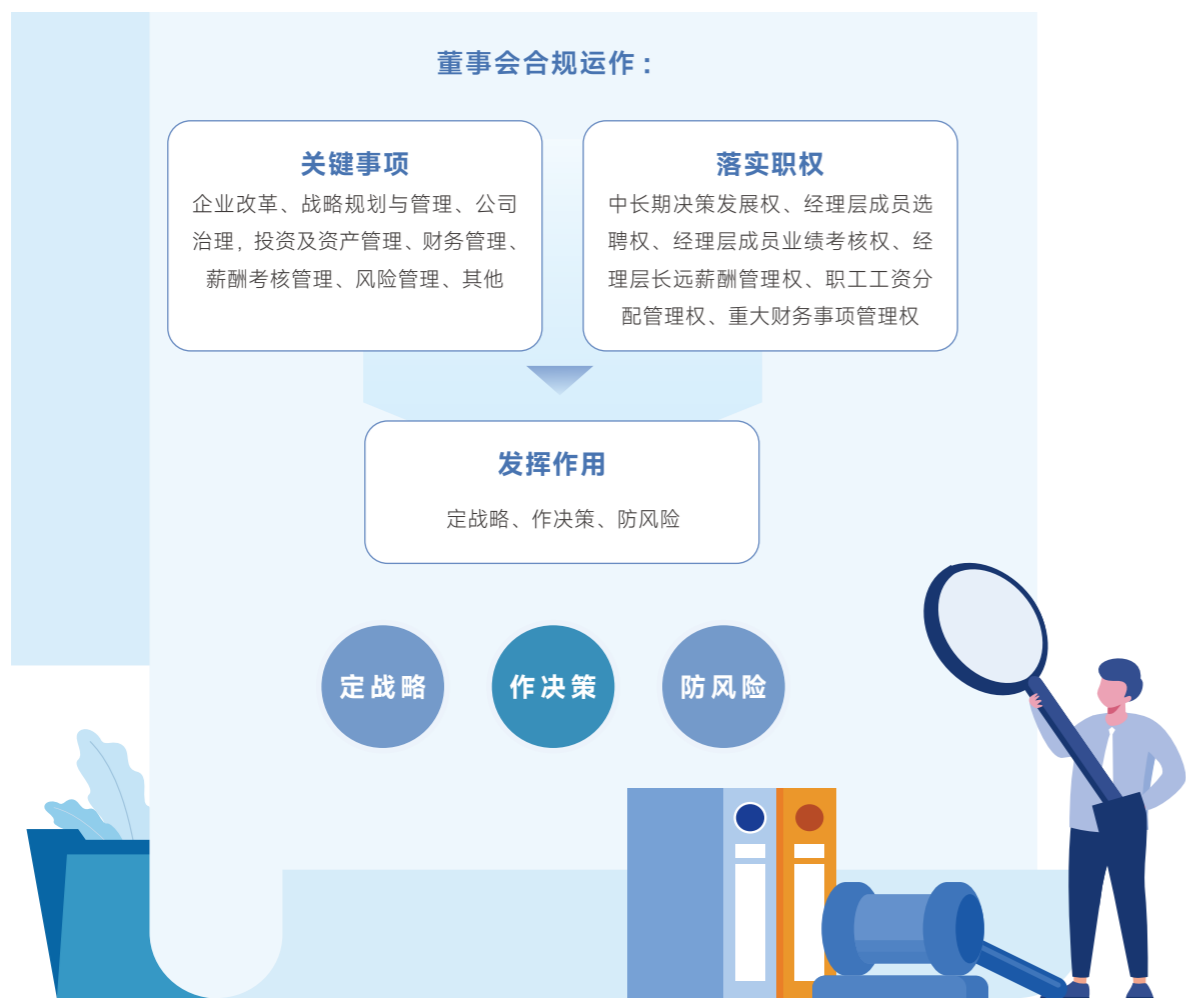 董事会合规运作：
关键事项
企业改革、战略规划与管理、公司
治理，投资及资产管理、财务管理、
薪酬考核管理、风险管理、其他
落实职权
中长期决策发展权、经理层成员选
聘权、经理层成员业绩考核权、经
理层长远薪酬管理权、职工工资分
配管理权、重大财务事项管理权
发挥作用
定战略、作决策、防风险
定战略
作决策
防风险